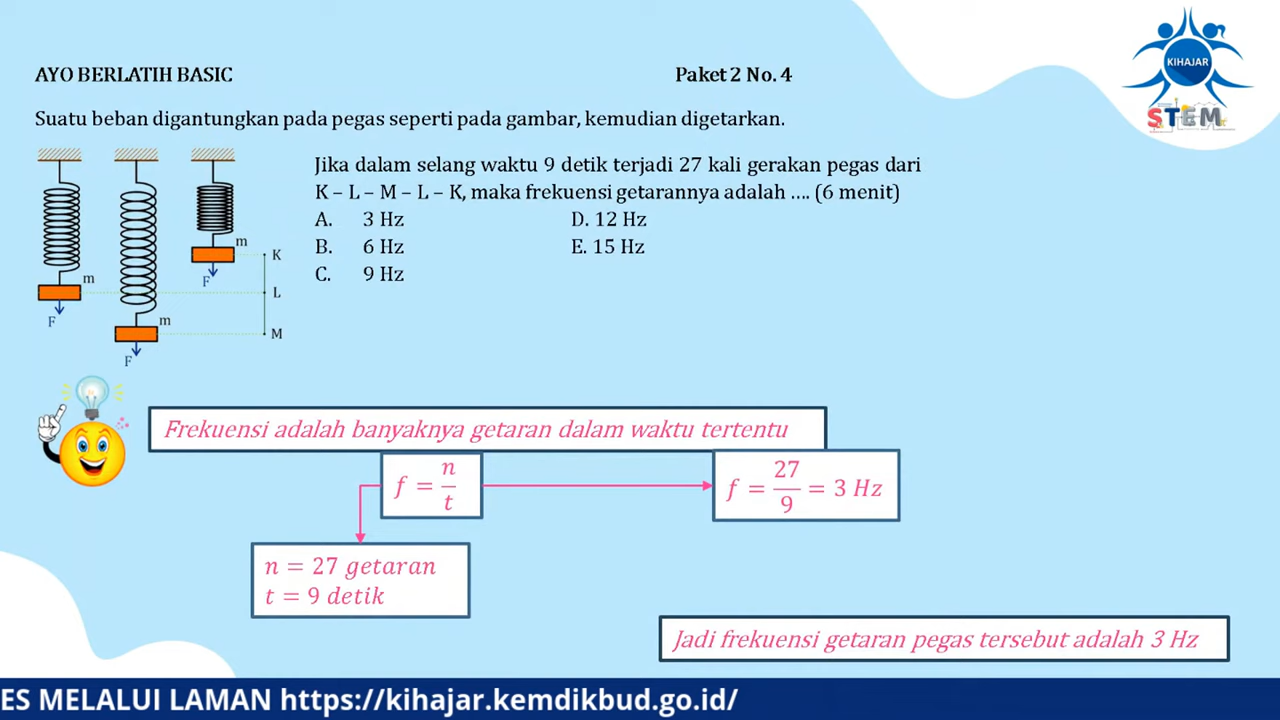 KIHAJAR
STEM
AYO BERLATIH BASIC Paket 2 No. 4
Suatu beban digantungkan pada pegas seperti pada gambar, kemudian digetarkan.
Jika dalam selang waktu 9 detik terjadi 27 kali gerakan pegas dari
K – L – M – L – K, maka frekuensi getarannya adalah .... (6 menit)
A. 3 Hz D. 12 Hz
B. 6 Hz E. 15 Hz
C. 9 Hz
m K
F
m L
F
m M
F
Frekuensi adalah banyaknya getaran dalam waktu tertentu
f = n/t
f = 27/9 = 3 Hz
n = 27 getaran
t = 9 detik
Jadi frekuensi getaran pegas tersebut adalah 3 Hz
ES MELALUI LAMAN https://kihajar.kemdikbud.go.id/